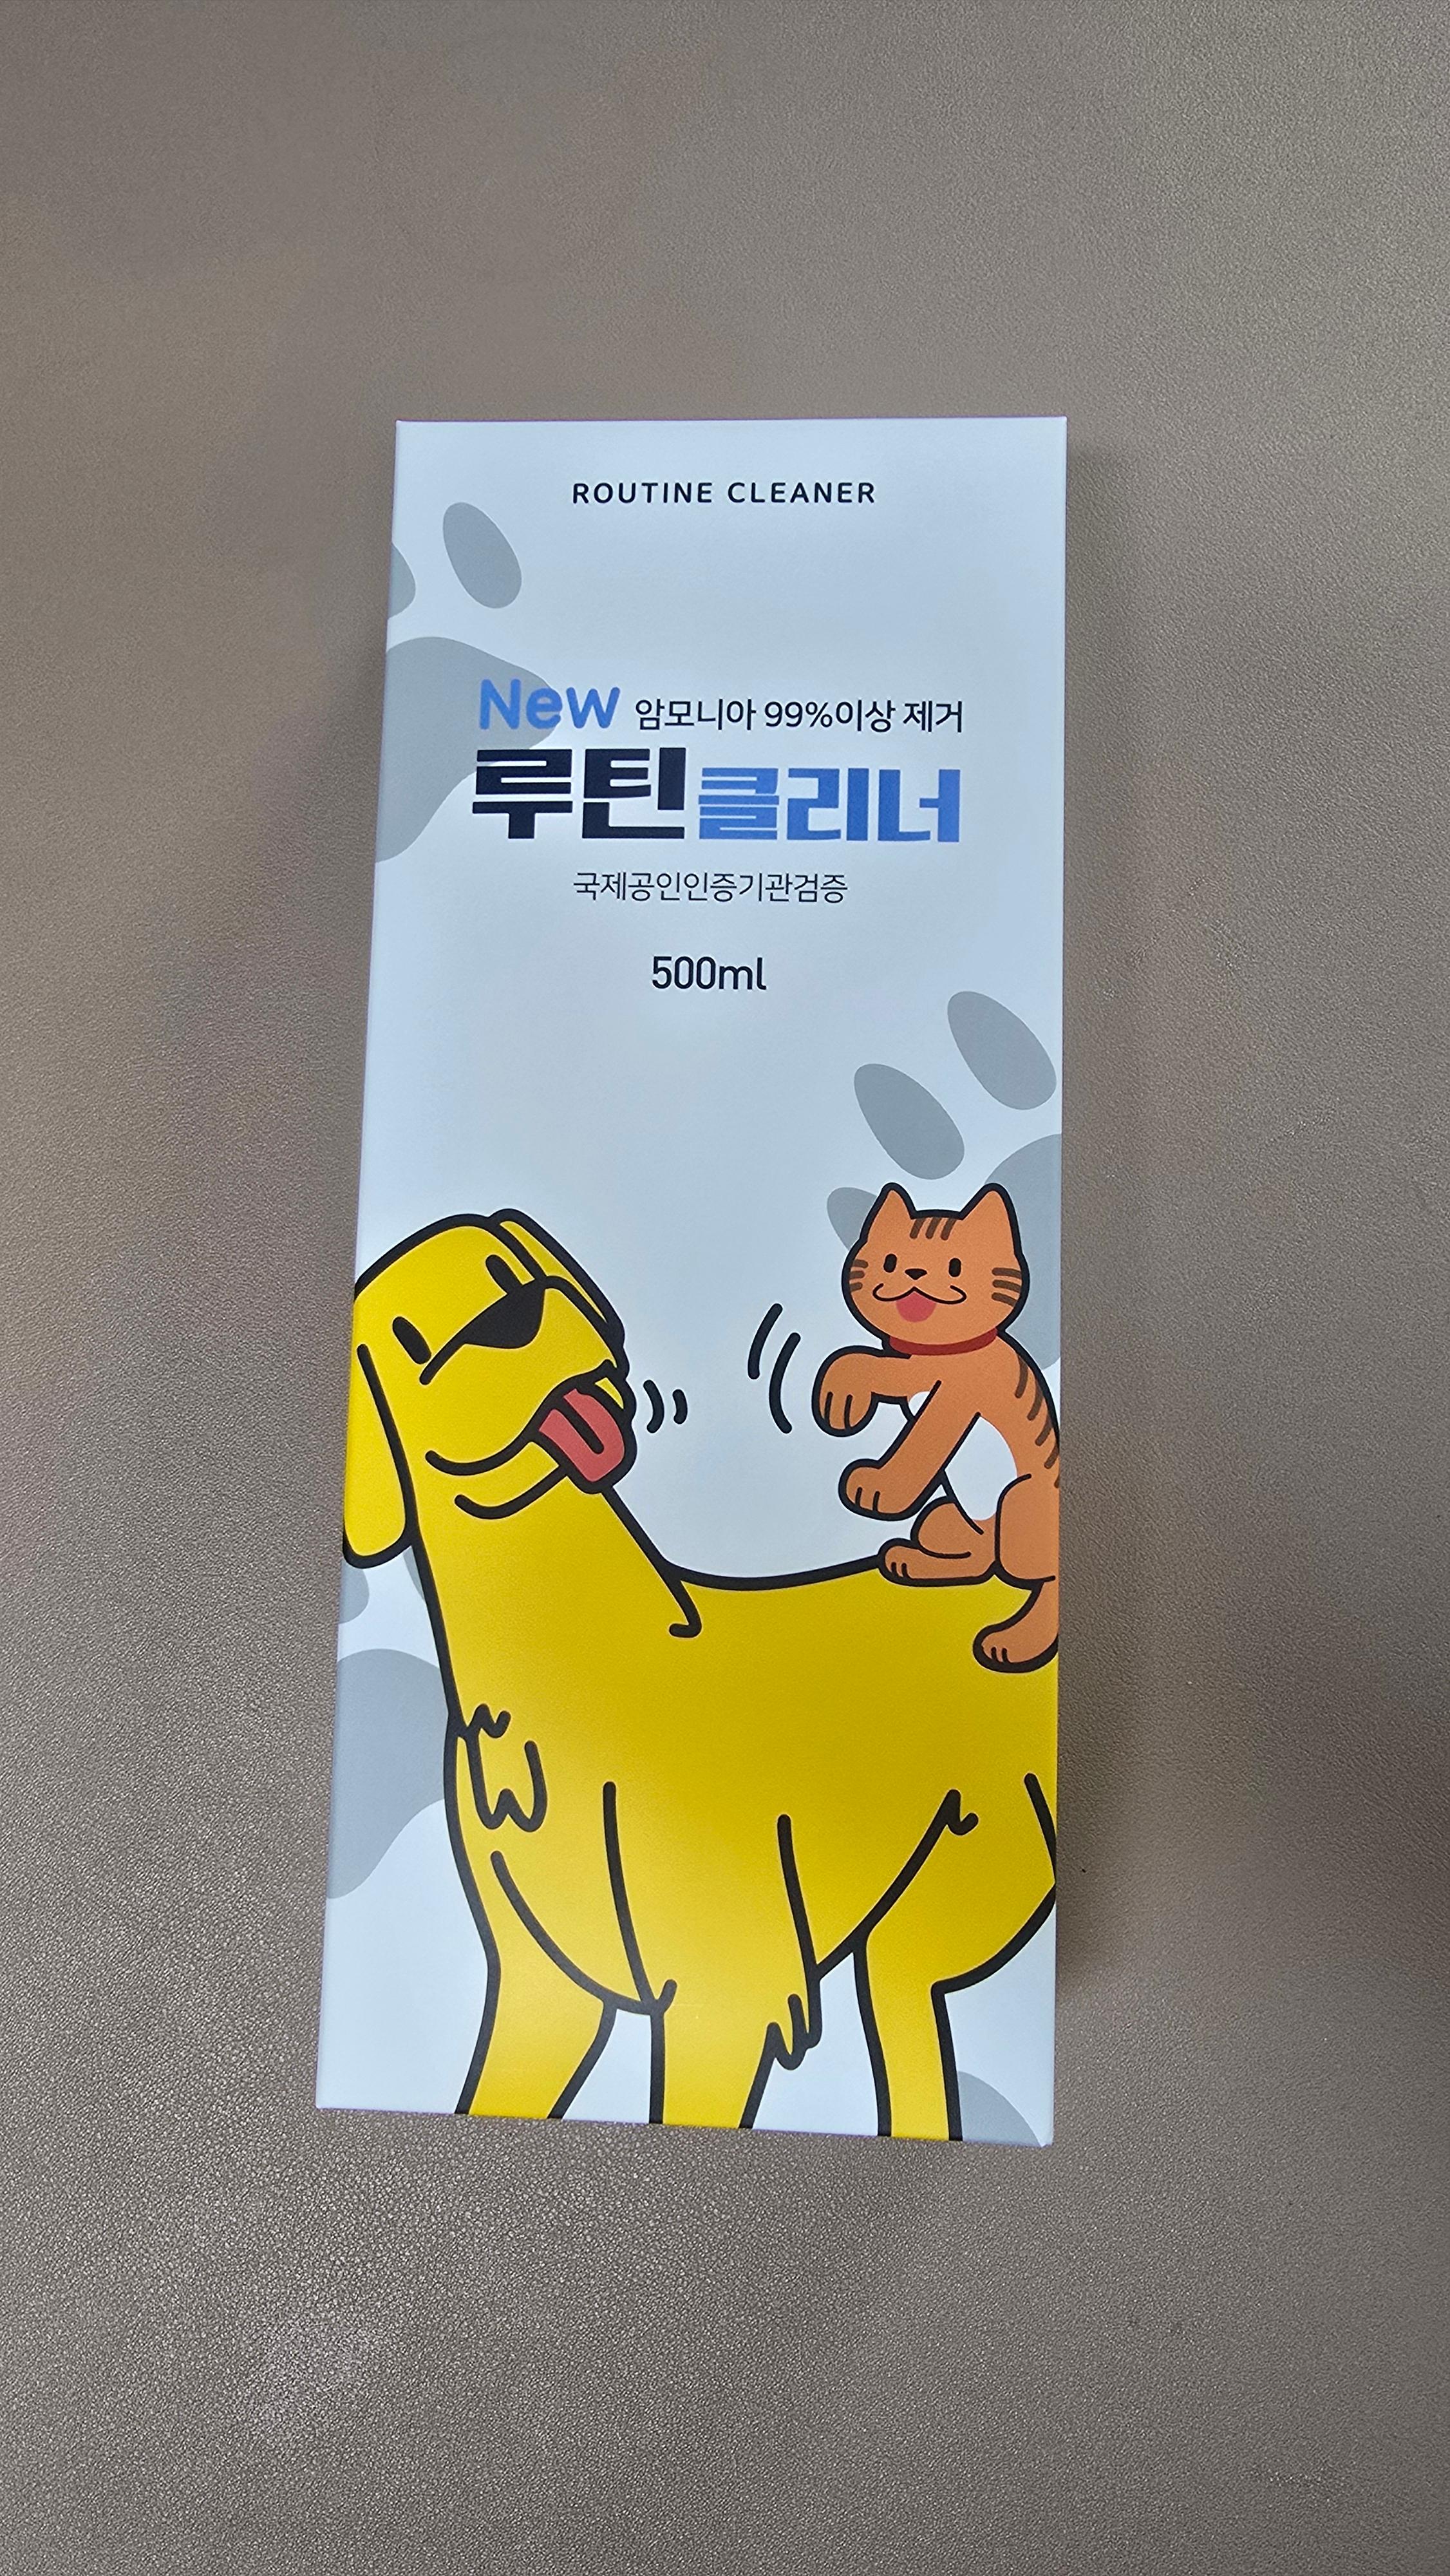 ROUTINE CLEANER
New 암모니아 99%이상 제거
루틴클리너
국제공인인증기관검증
500ml